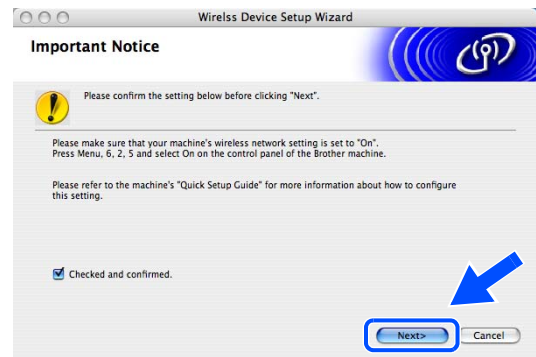 Wirelss Device Setup Wizard
Important Notice
Please confirm the setting below before clicking "Next".
Please make sure that your machine's wireless network setting is set to "On".
Press Menu, 6, 2, 5 and select On on the control panel of the Brother machine.
Please refer to the machine's "Quick Setup Guide" for more information about how to configure
this setting.
Checked and confirmed.
Next>
Cancel